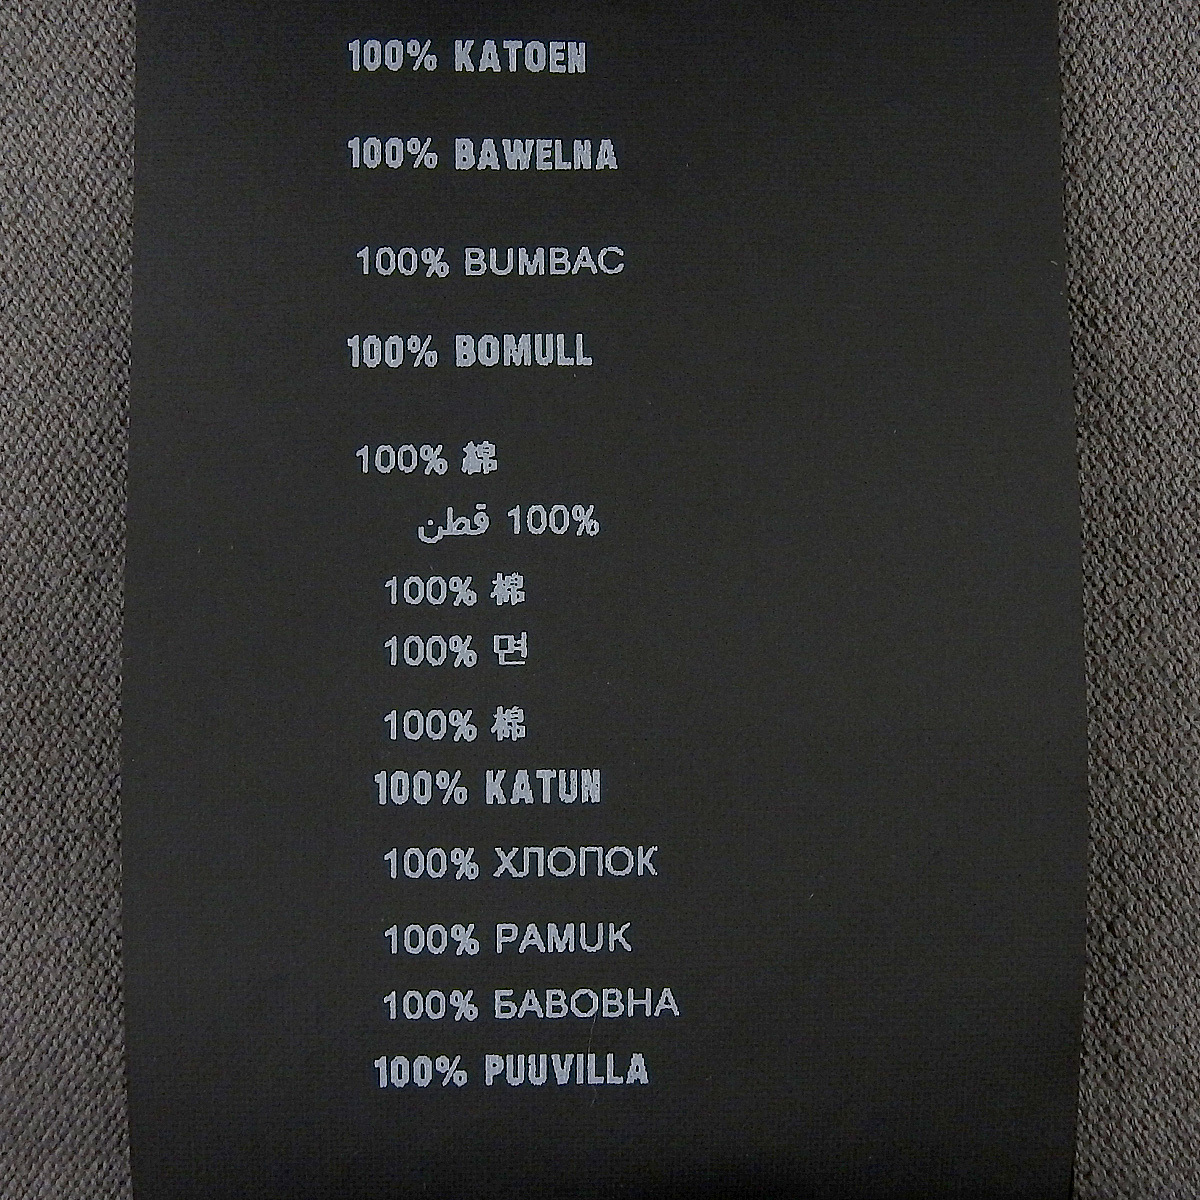 100% KATOEN
100% BAWELNA
100% BUMBAC
100% BOMULL
100% 綿
100% قطن
100% 棉
100% 면
100% 棉
100% KATUN
100% ХЛОПОК
100% PAMUK
100% БАВОВНА
100% PUUVILLA